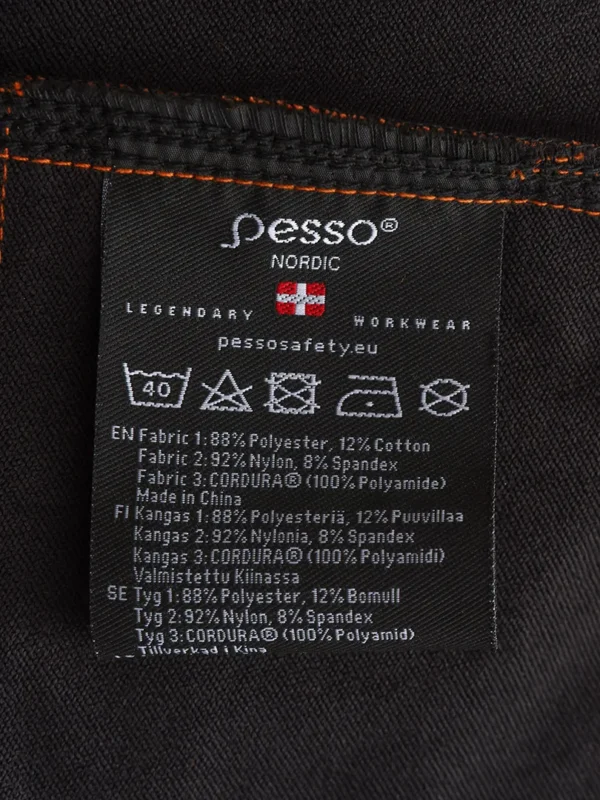 pesso®
NORDIC
LEGENDARY WORKWEAR
pessosafety.eu
40
EN Fabric 1:88% Polyester, 12% Cotton
Fabric 2:92% Nylon, 8% Spandex
Fabric 3:CORDURA® (100% Polyamide)
Made in China
FI Kangas 1:88% Polyesteriä, 12% Puuvillaa
Kangas 2:92% Nylonia, 8% Spandex
Kangas 3:CORDURA® (100% Polyamidi)
Valmistettu Kiinassa
SE Tyg 1:88% Polyester, 12% Bomull
Tyg 2:92% Nylon, 8% Spandex
Tyg 3:CORDURA® (100% Polyamid)
Tillverkad i Kina